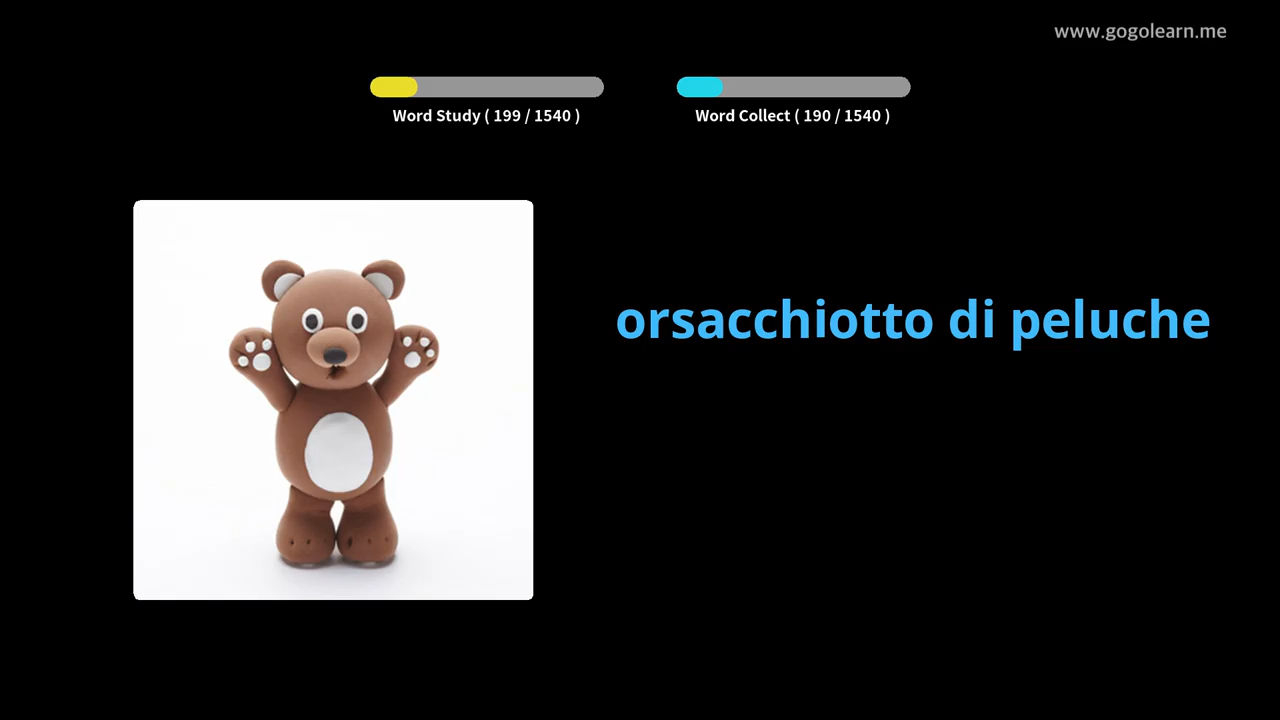 www.gogolearn.me
Word Study ( 199 / 1540 )
Word Collect ( 190 / 1540 )
orsacchiotto di peluche